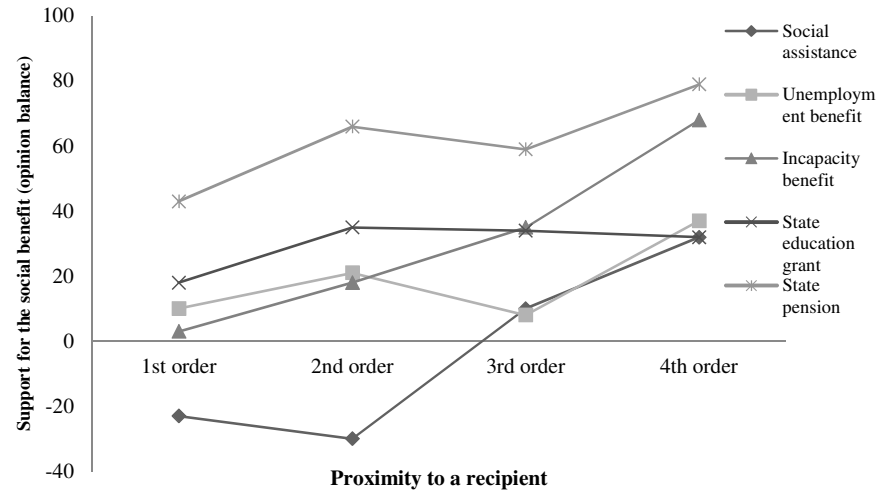 100
80
60
40
20
0
-20
-40
Support for the social benefit (opinion balance)
1st order
2nd order
3rd order
4th order
Proximity to a recipient
Social
assistance
Unemploym
ent benefit
Incapacity
benefit
State
education
grant
State
pension